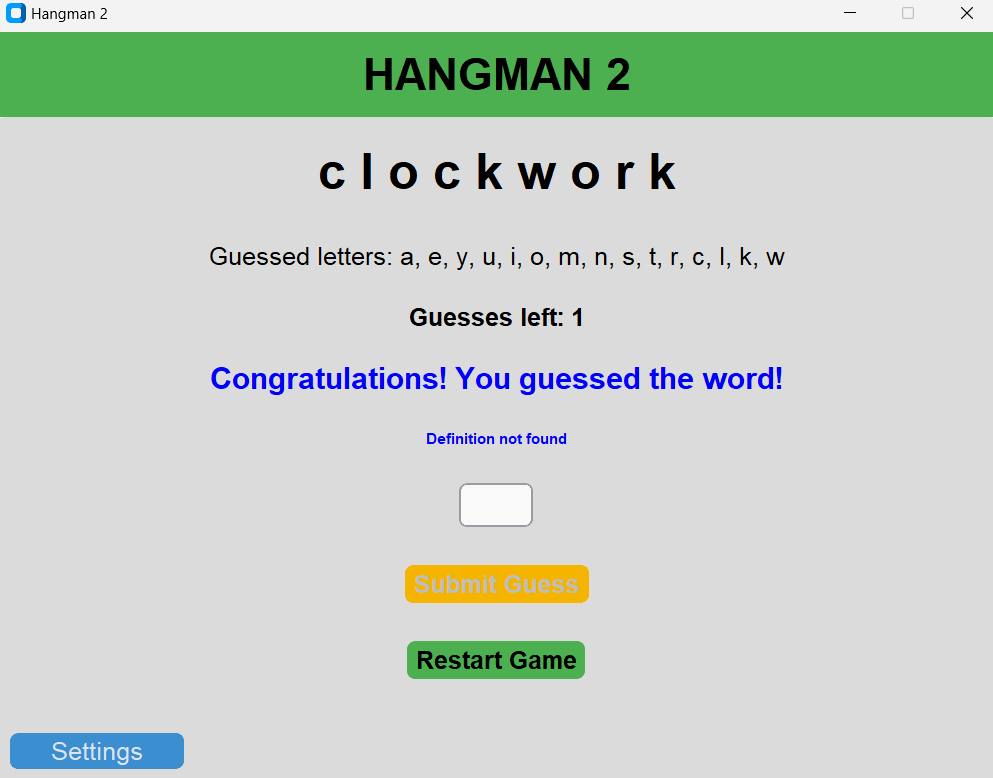 Hangman 2
HANGMAN 2
c l o c k w o r k
Guessed letters: a, e, y, u, i, o, m, n, s, t, r, c, l, k, w
Guesses left: 1
Congratulations! You guessed the word!
Definition not found
Submit Guess
Restart Game
Settings